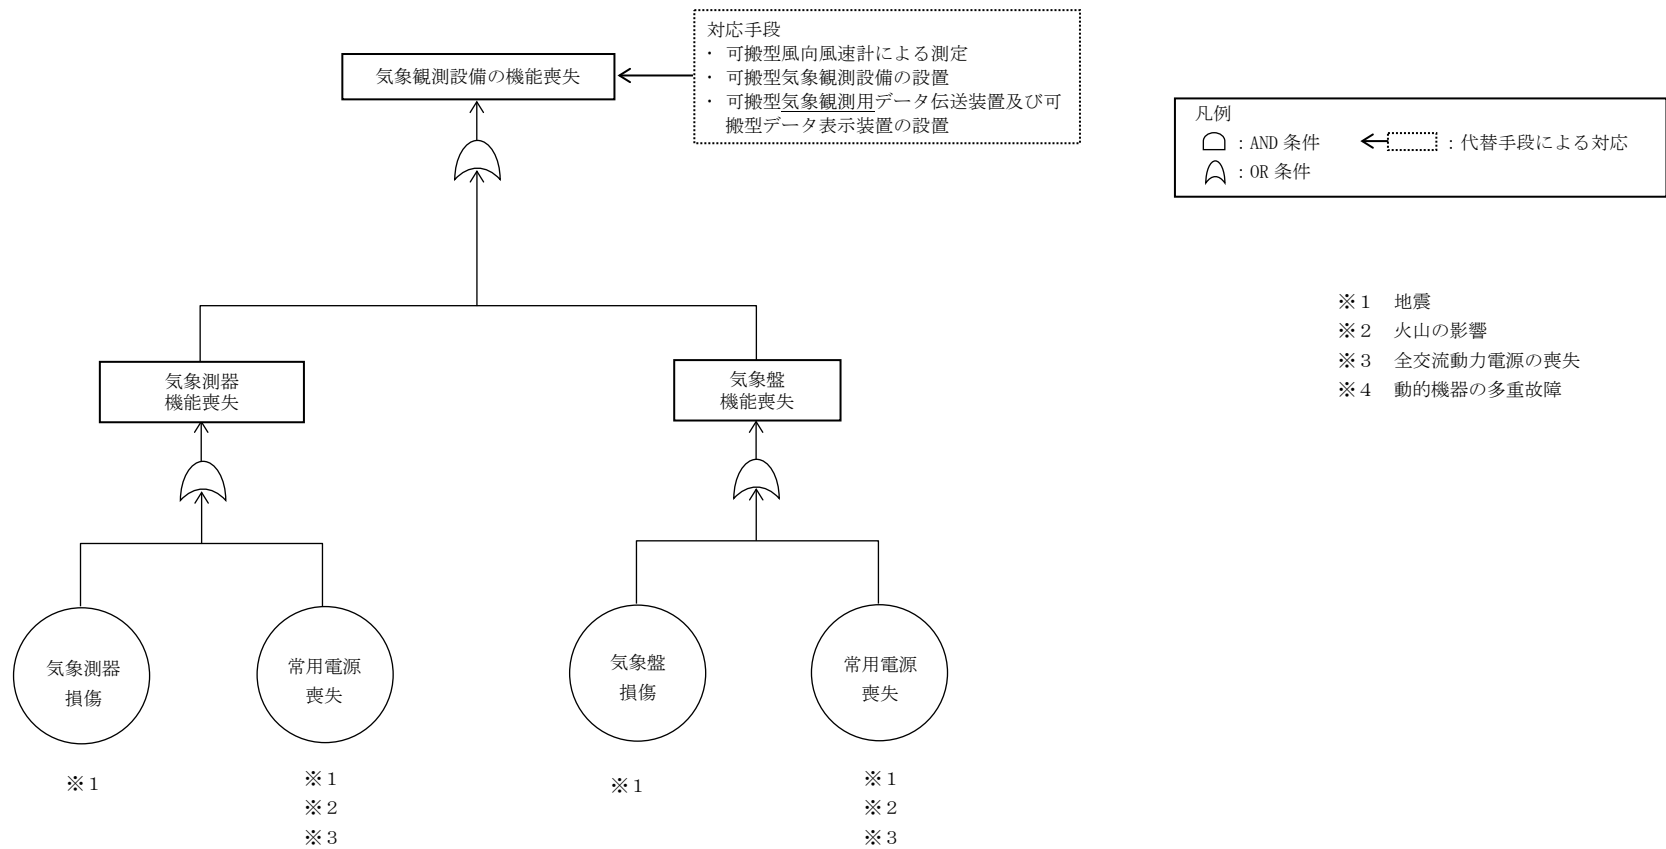 対応手段
・ 可搬型風向風速計による測定
・ 可搬型気象観測設備の設置
・ 可搬型気象観測用データ伝送装置及び可
搬型データ表示装置の設置
気象観測設備の機能喪失
凡例
：AND 条件
：代替手段による対応
：OR 条件
※１ 地震
※２ 火山の影響
※３ 全交流動力電源の喪失
※４ 動的機器の多重故障
気象測器
機能喪失
気象盤
機能喪失
気象測器
損傷
常用電源
喪失
気象盤
損傷
常用電源
喪失
※１
※１
※２
※３
※１
※１
※２
※３